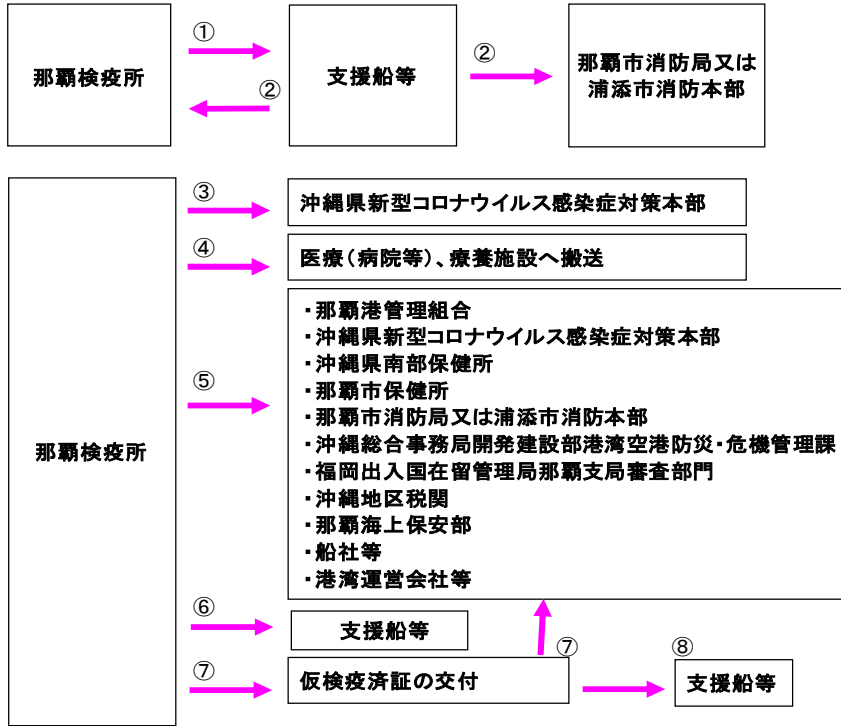 ①
那覇検疫所
支援船等
②
那覇市消防局又は
浦添市消防本部
②
那覇検疫所
③
沖縄県新型コロナウイルス感染症対策本部
④
医療（病院等）、療養施設へ搬送
⑤
・那覇港管理組合
・沖縄県新型コロナウイルス感染症対策本部
・沖縄県南部保健所
・那覇市保健所
・那覇市消防局又は浦添市消防本部
・沖縄総合事務局開発建設部港湾空港防災・危機管理課
・福岡出入国在留管理局那覇支局審査部門
・沖縄地区税関
・那覇海上保安部
・船社等
・港湾運営会社等
⑥
支援船等
⑦
仮検疫済証の交付
⑦
⑧
支援船等